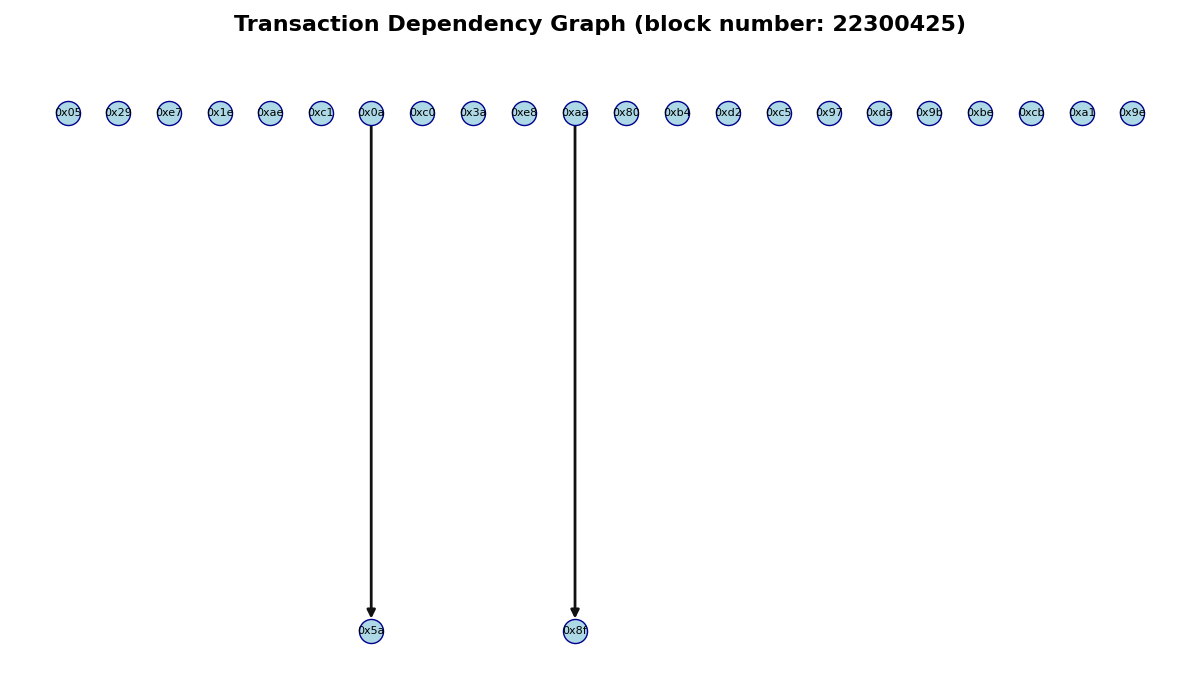 Transaction Dependency Graph (block number: 22300425)
0x05 0x29 0xe7 0x1e 0xae 0xc1 0x0a 0xc0 0x3a 0xe8 0xaa 0x80 0xb4 0xd2 0xc5 0x97 0xda 0x9b 0xbe 0xcb 0xa1 0x9e
0x5a 0x8f